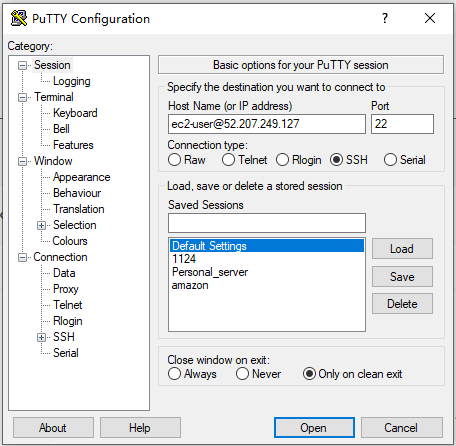 PuTTY Configuration
Category:
Session
Logging
Terminal
Keyboard
Bell
Features
Window
Appearance
Behaviour
Translation
Selection
Colours
Connection
Data
Proxy
Telnet
Rlogin
SSH
Serial
Basic options for your PuTTY session
Specify the destination you want to connect to
Host Name (or IP address) Port
ec2-user@52.207.249.127 22
Connection type:
Raw Telnet Rlogin SSH Serial
Load, save or delete a stored session
Saved Sessions
Default Settings
1124
Personal_server
amazon
Load
Save
Delete
Close window on exit:
Always Never Only on clean exit
About Help Open Cancel